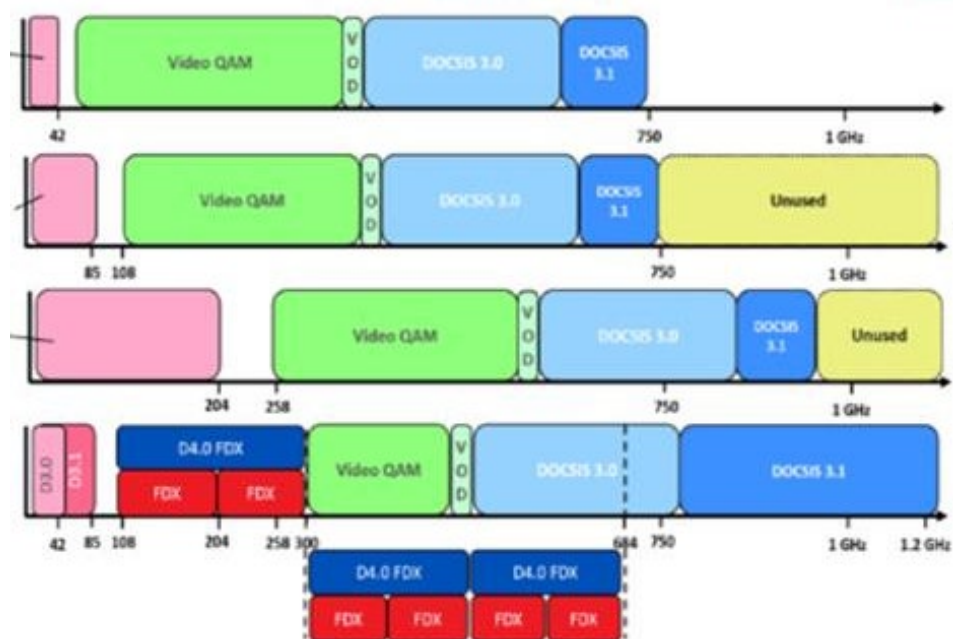 Video QAM
V
O
D
DOCSIS 3.0
DOCSIS
3.1
42
750
1 GHz
Video QAM
V
O
D
DOCSIS 3.0
DOCSIS
3.1
Unused
85
108
750
1 GHz
Video QAM
V
O
D
DOCSIS 3.0
DOCSIS
3.1
Unused
204
258
750
1 GHz
D3.0
D3.1
D4.0 FDX
FDX
FDX
Video QAM
V
O
D
DOCSIS 3.0
DOCSIS 3.1
42
85
108
204
258
300
684
750
1 GHz
1.2 GHz
D4.0 FDX
D4.0 FDX
FDX
FDX
FDX
FDX